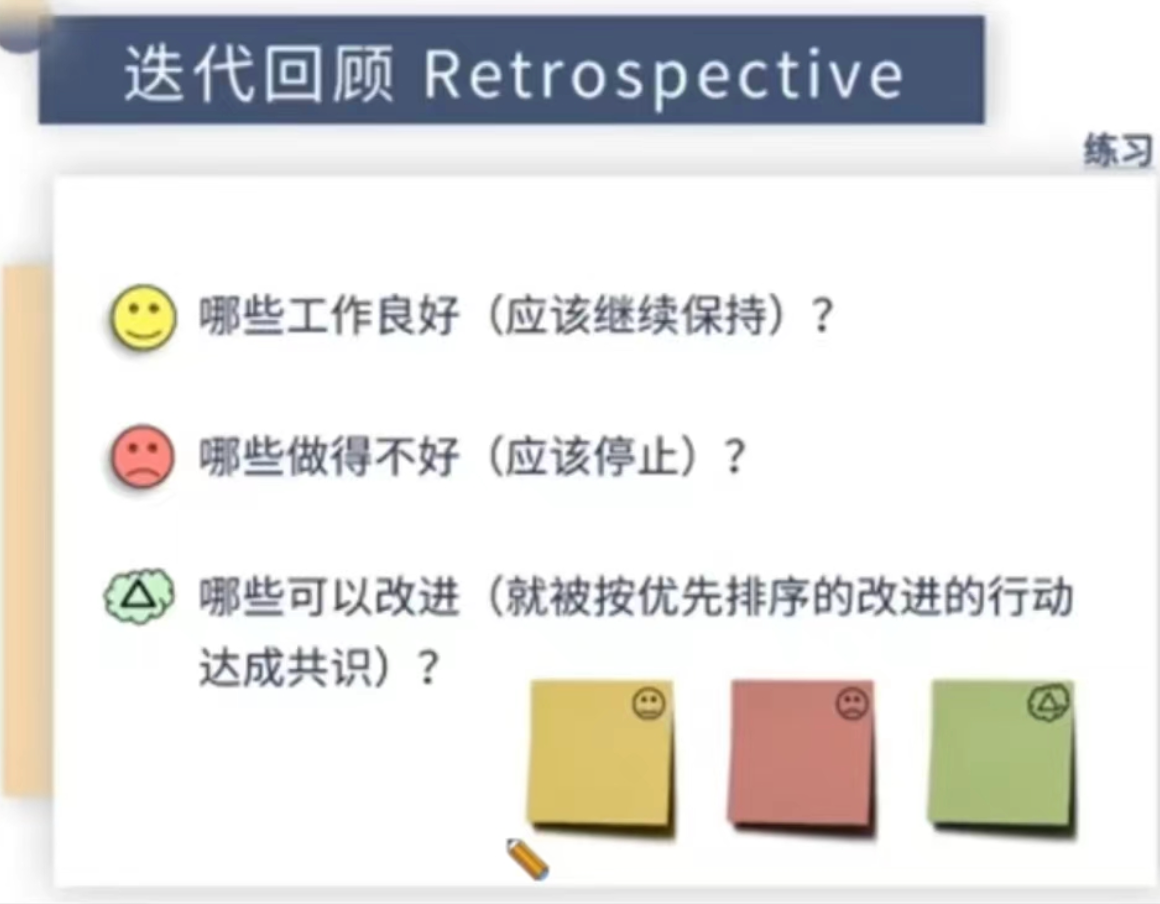 迭代回顾 Retrospective
练习
哪些工作良好（应该继续保持）？
哪些做得不好（应该停止）？
哪些可以改进（就被按优先排序的改进的行动
达成共识）？